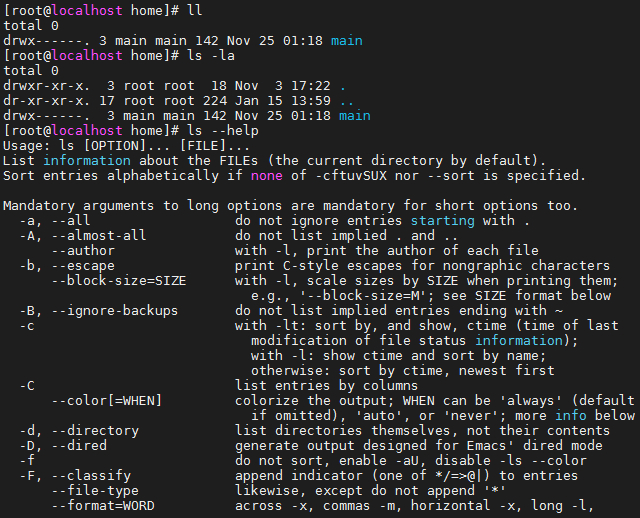 [root@localhost home]# ll
total 0
drwx------. 3 main main 142 Nov 25 01:18 main
[root@localhost home]# ls -la
total 0
drwxr-xr-x.  3 root root  18 Nov  3 17:22 .
dr-xr-xr-x. 17 root root 224 Jan 15 13:59 ..
drwx------.  3 main main 142 Nov 25 01:18 main
[root@localhost home]# ls --help
Usage: ls [OPTION]... [FILE]...
List information about the FILEs (the current directory by default).
Sort entries alphabetically if none of -cftuvSUX nor --sort is specified.

Mandatory arguments to long options are mandatory for short options too.
  -a, --all                  do not ignore entries starting with .
  -A, --almost-all           do not list implied . and ..
      --author               with -l, print the author of each file
  -b, --escape               print C-style escapes for nongraphic characters
      --block-size=SIZE      with -l, scale sizes by SIZE when printing them;
                               e.g., '--block-size=M'; see SIZE format below
  -B, --ignore-backups       do not list implied entries ending with ~
  -c                         with -lt: sort by, and show, ctime (time of last
                               modification of file status information);
                               with -l: show ctime and sort by name;
                               otherwise: sort by ctime, newest first
  -C                         list entries by columns
      --color[=WHEN]         colorize the output; WHEN can be 'always' (default
                               if omitted), 'auto', or 'never'; more info below
  -d, --directory            list directories themselves, not their contents
  -D, --dired                generate output designed for Emacs' dired mode
  -f                         do not sort, enable -aU, disable -ls --color
  -F, --classify             append indicator (one of */=>@|) to entries
      --file-type            likewise, except do not append '*'
      --format=WORD          across -x, commas -m, horizontal -x, long -l,